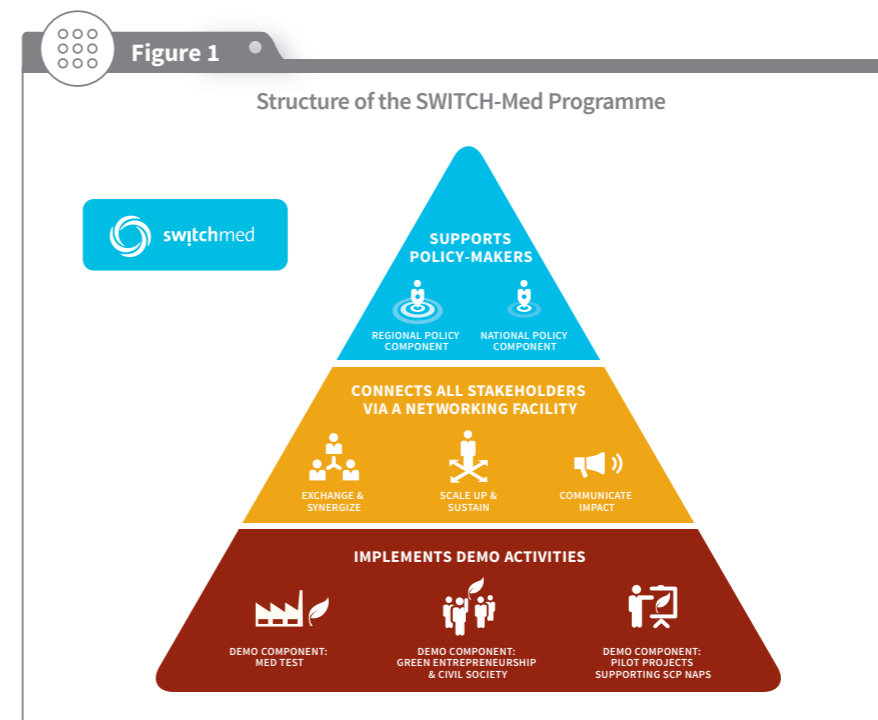 Figure 1
Structure of the SWITCH-Med Programme
switchmed
SUPPORTS
POLICY-MAKERS
REGIONAL POLICY
COMPONENT
NATIONAL POLICY
COMPONENT
CONNECTS ALL STAKEHOLDERS
VIA A NETWORKING FACILITY
EXCHANGE &
SYNERGIZE
SCALE UP &
SUSTAIN
COMMUNICATE
IMPACT
IMPLEMENTS DEMO ACTIVITIES
DEMO COMPONENT:
MED TEST
DEMO COMPONENT:
GREEN ENTREPRENEURSHIP
& CIVIL SOCIETY
DEMO COMPONENT:
PILOT PROJECTS
SUPPORTING SCP NAPS